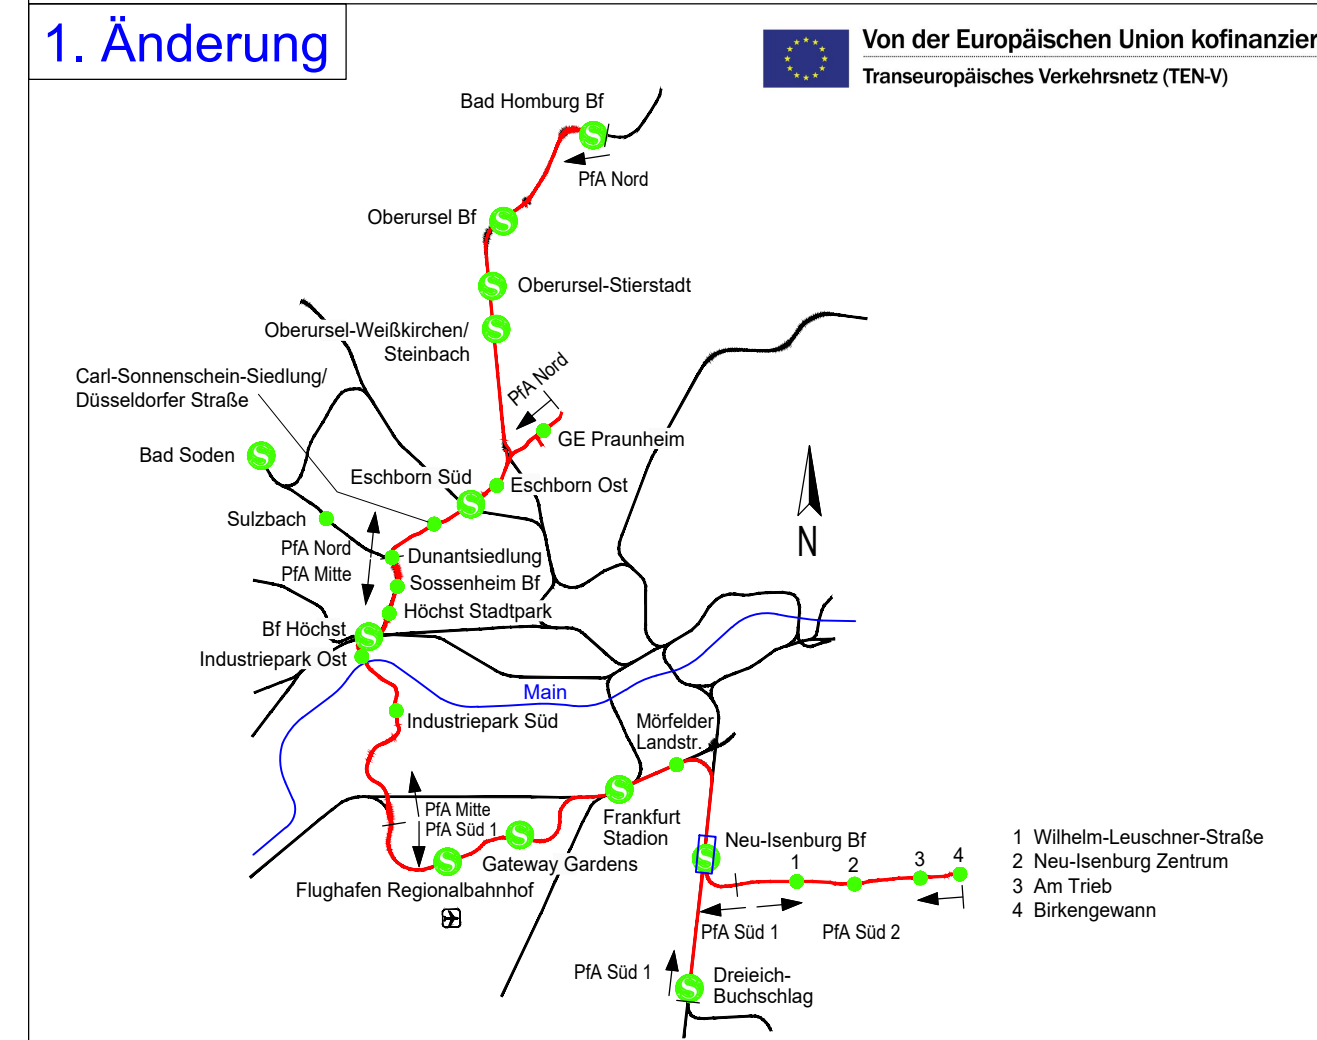 1. Änderung
Von der Europäischen Union kofinanzier
Transeuropäisches Verkehrsnetz (TEN-V)
Bad Homburg Bf
PfA Nord
Oberursel Bf
Oberursel-Stierstadt
Oberursel-Weißkirchen/
Steinbach
PfA Nord
Carl-Sonnenschein-Siedlung/
Düsseldorfer Straße
GE Praunheim
Bad Soden
Eschborn Süd
Eschborn Ost
Sulzbach
PfA Nord
PfA Mitte
Dunantsiedlung
Sossenheim Bf
Höchst Stadtpark
Bf Höchst
Industriepark Ost
Main
Industriepark Süd
Mörfelder
Landstr.
N
PfA Mitte
PfA Süd 1
Frankfurt
Stadion
Gateway Gardens
Flughafen Regionalbahnhof
Neu-Isenburg Bf
1
2
3
4
1 Wilhelm-Leuschner-Straße
2 Neu-Isenburg Zentrum
3 Am Trieb
4 Birkengewann
PfA Süd 1
PfA Süd 2
PfA Süd 1
Dreieich-
Buchschlag